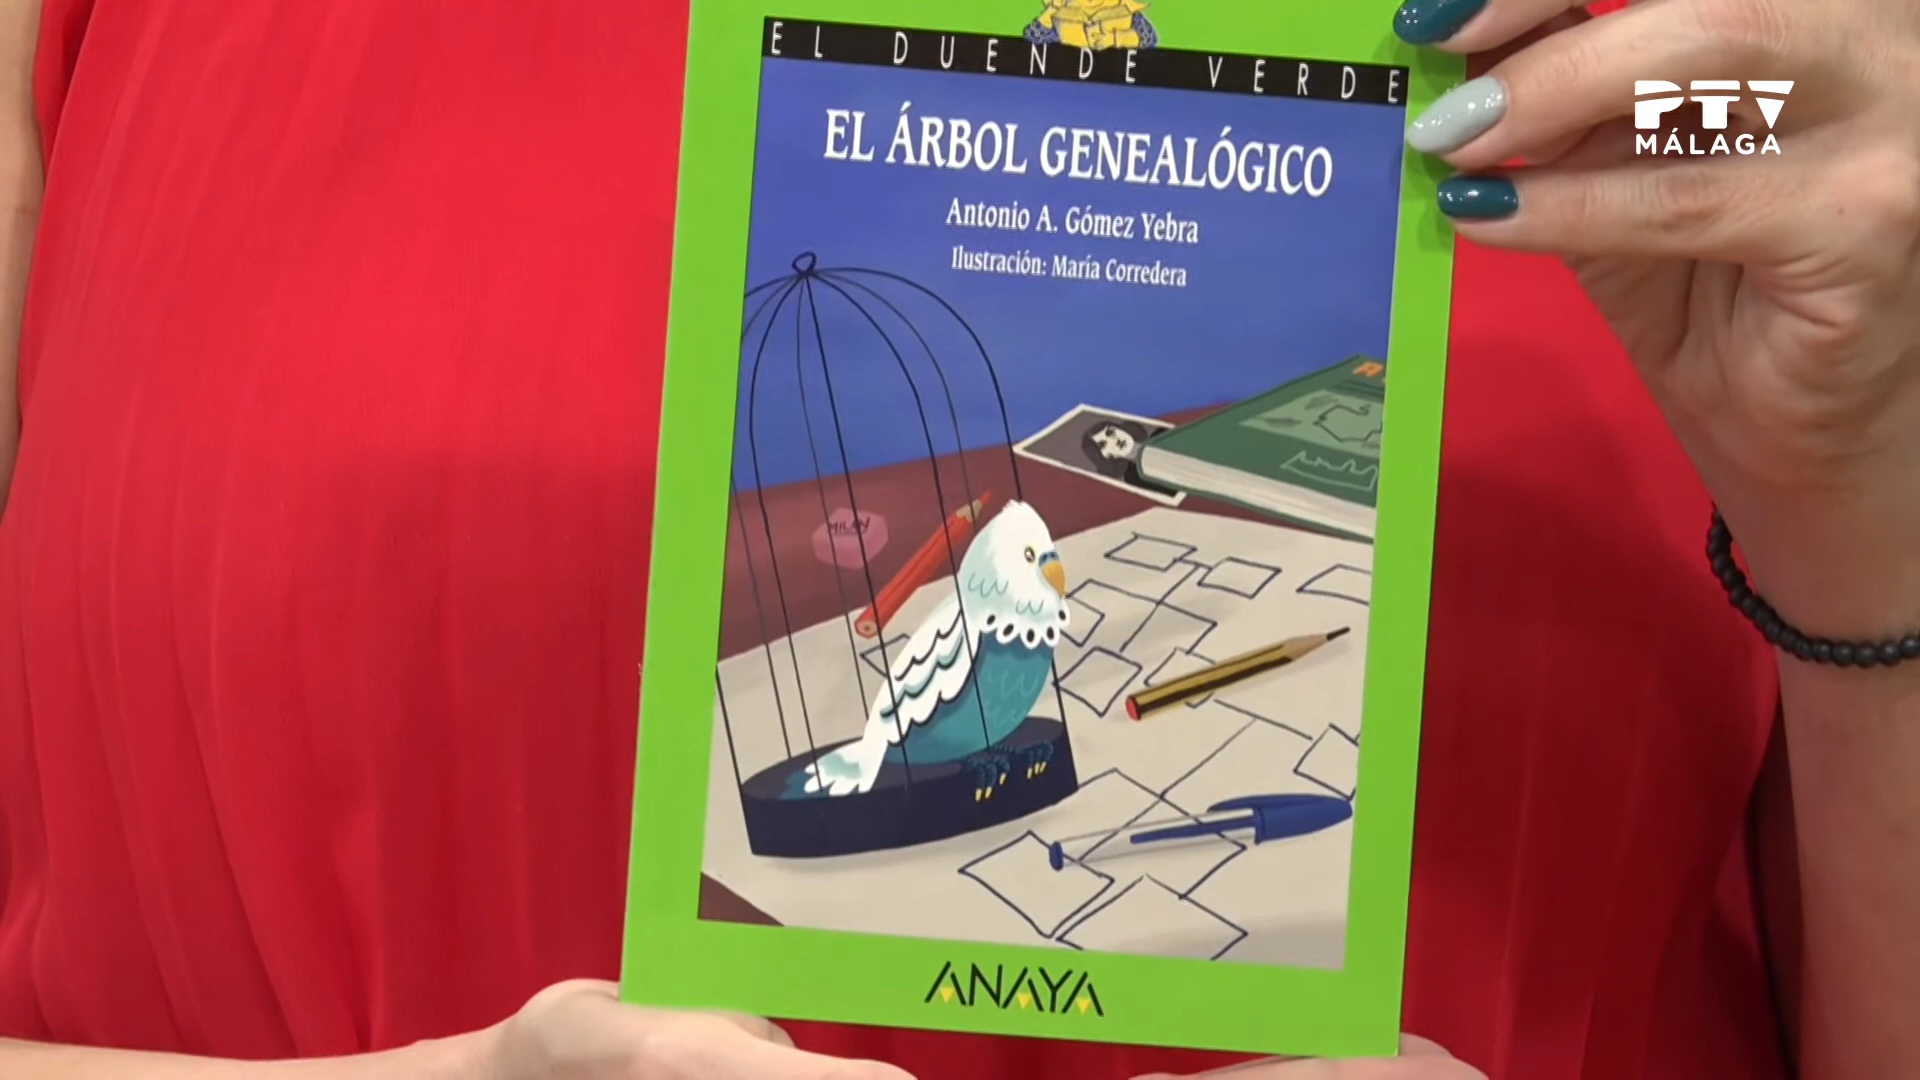 EL DUENDE VERDE
EL ÁRBOL GENEALÓGICO
Antonio A. Gómez Yebra
Ilustración: María Corredera
MILAN
ANAYA
PTV
MÁLAGA